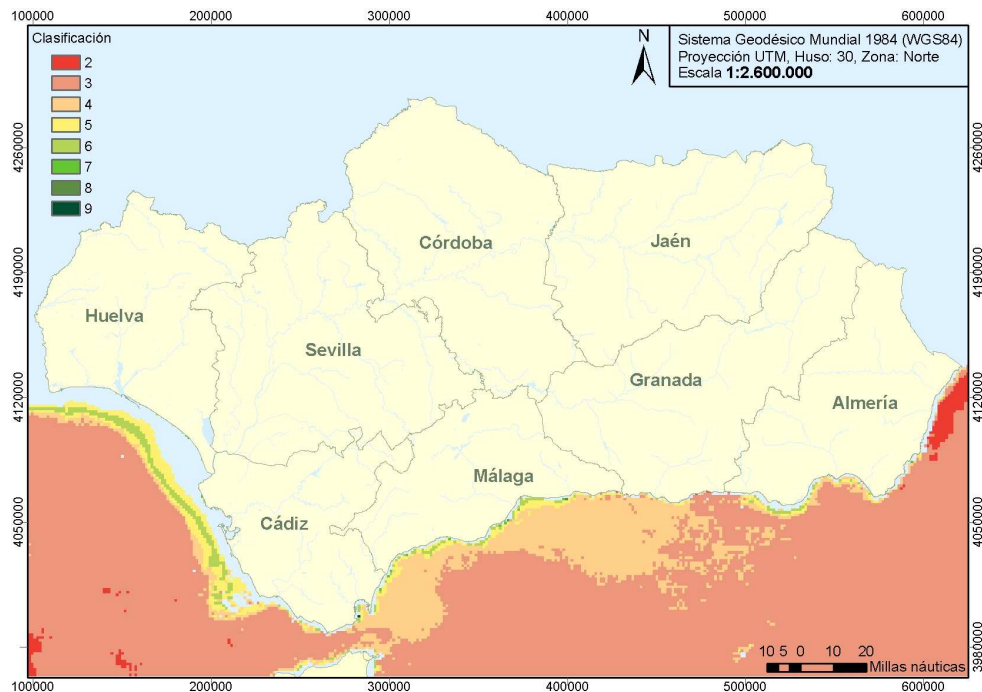 100000 200000 300000 400000 500000 600000
Clasificación
2
3
4
5
6
7
8
9
N
Sistema Geodésico Mundial 1984 (WGS84)
Proyección UTM, Huso: 30, Zona: Norte
Escala 1:2.600.000
4260000 4260000
4190000 4190000
4120000 4120000
4050000 4050000
3980000
Córdoba
Jaén
Huelva
Sevilla
Granada
Almería
Málaga
Cádiz
10 5 0 10 20
Millas náuticas
100000 200000 300000 400000 500000 600000